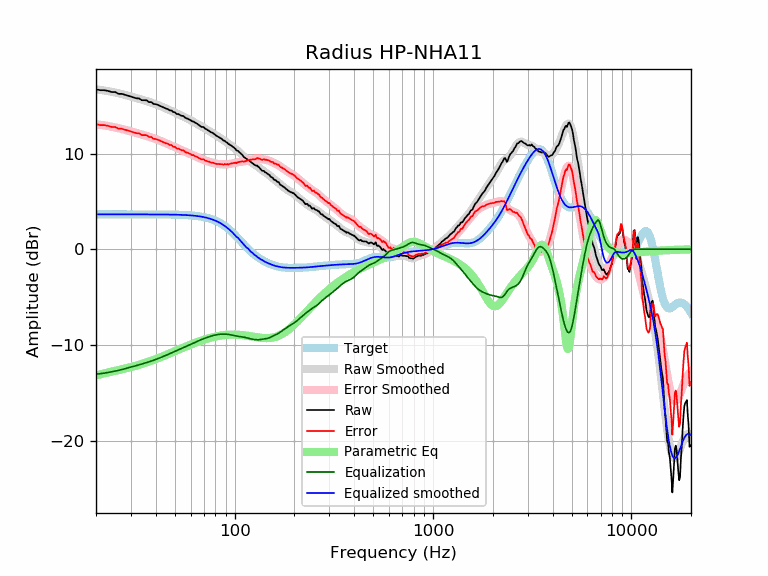 Radius HP-NHA11
Amplitude (dBr)
10
0
−10
−20
Target
Raw Smoothed
Error Smoothed
Raw
Error
Parametric Eq
Equalization
Equalized smoothed
100
1000
10000
Frequency (Hz)